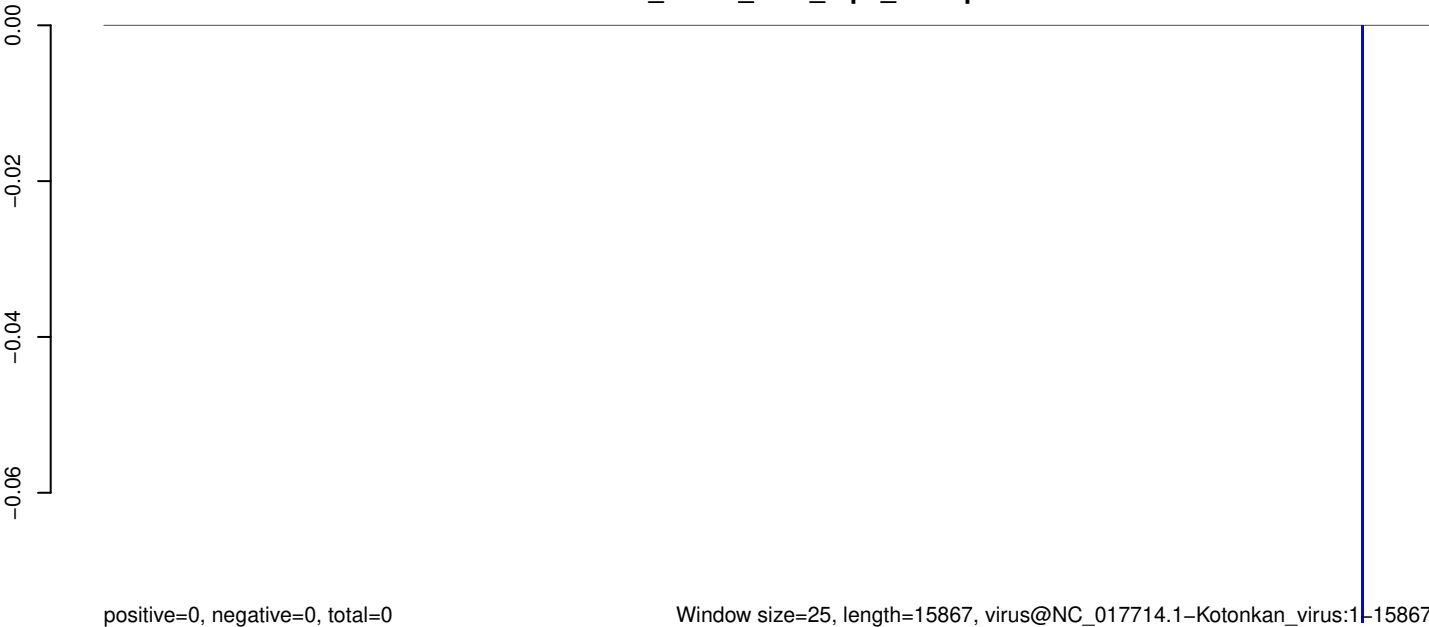 0.00
−0.02
−0.04
−0.06
positive=0, negative=0, total=0
Window size=25, length=15867, virus@NC_017714.1−Kotonkan_virus:1−15867